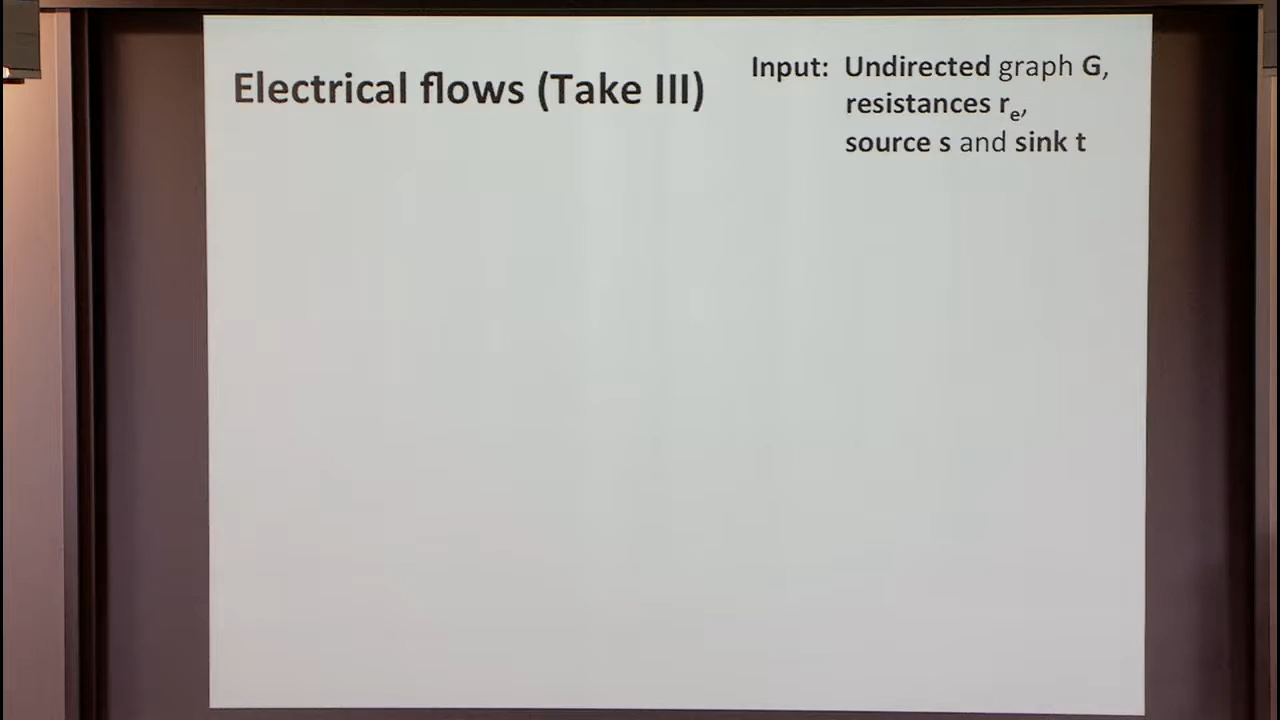 Electrical flows (Take III)
Input: Undirected graph G,
resistances rₑ,
source s and sink t